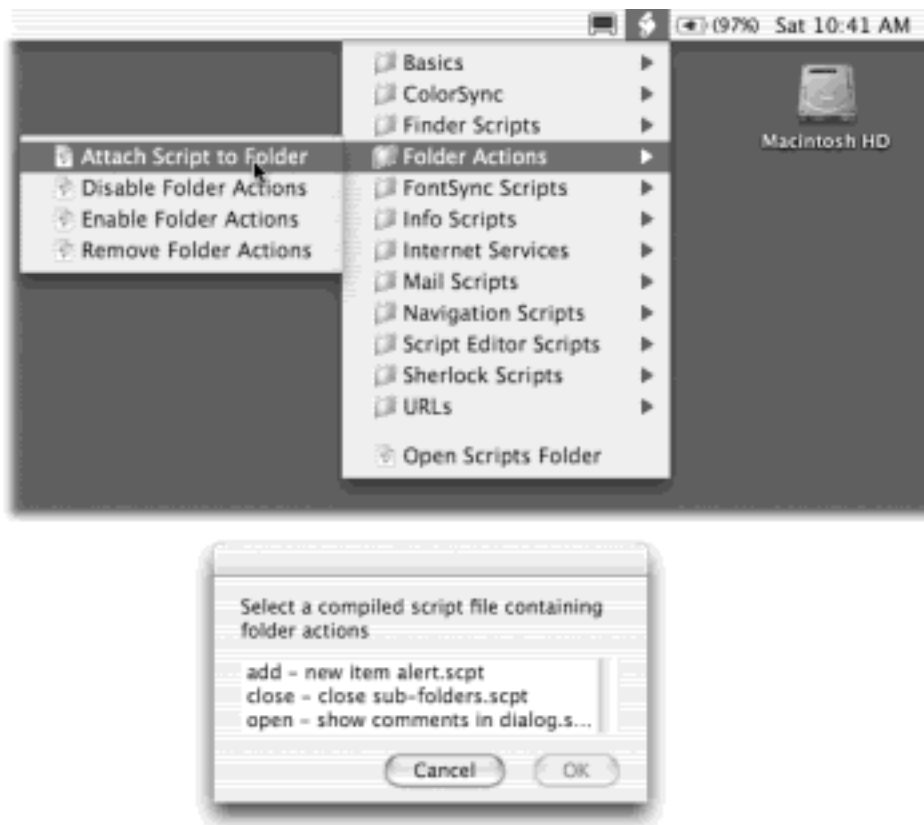 (97%) Sat 10:41 AM
Basics
ColorSync
Finder Scripts
Macintosh HD
Attach Script to Folder
Folder Actions
Disable Folder Actions
FontSync Scripts
Enable Folder Actions
Info Scripts
Remove Folder Actions
Internet Services
Mail Scripts
Navigation Scripts
Script Editor Scripts
Sherlock Scripts
URLs
Open Scripts Folder
Select a compiled script file containing
folder actions
add – new item alert.scpt
close – close sub-folders.scpt
open – show comments in dialog.s...
Cancel OK